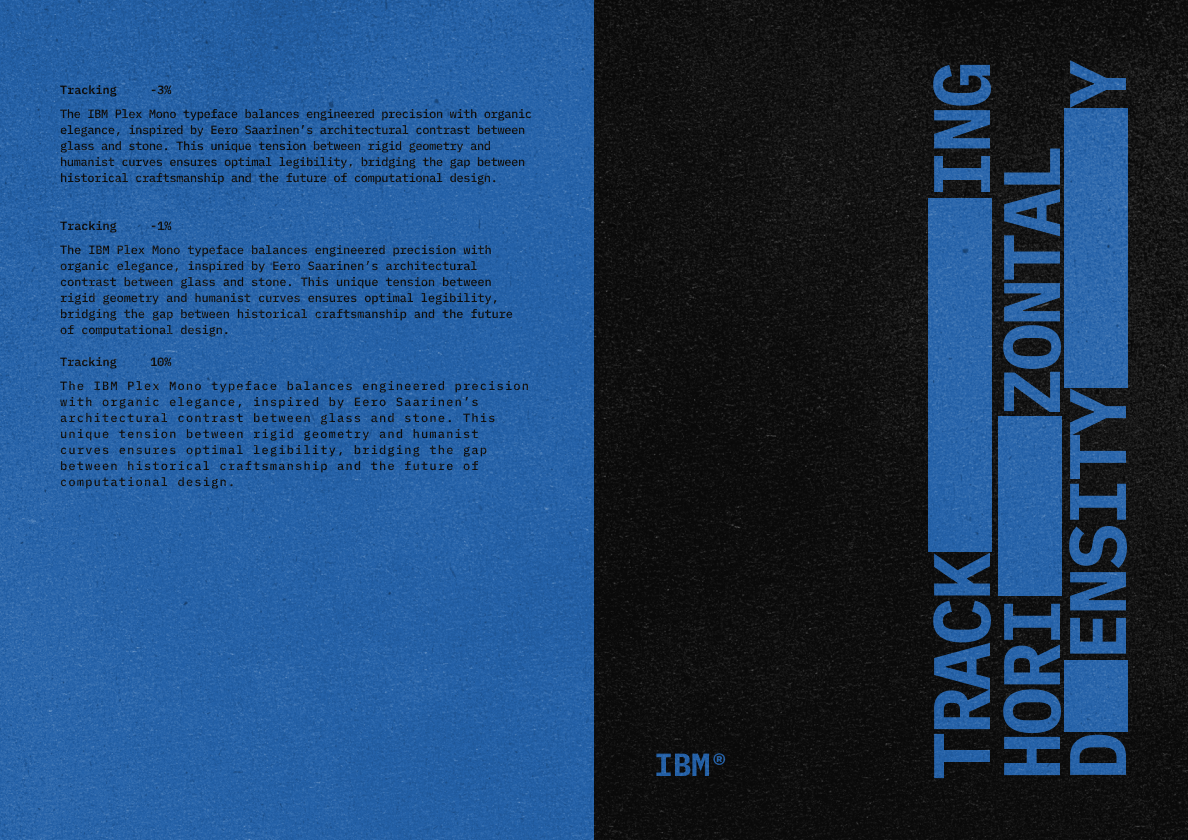 Tracking -3%
The IBM Plex Mono typeface balances engineered precision with organic
elegance, inspired by Eero Saarinen’s architectural contrast between
glass and stone. This unique tension between rigid geometry and
humanist curves ensures optimal legibility, bridging the gap between
historical craftsmanship and the future of computational design.
Tracking -1%
The IBM Plex Mono typeface balances engineered precision with
organic elegance, inspired by Eero Saarinen’s architectural
contrast between glass and stone. This unique tension between
rigid geometry and humanist curves ensures optimal legibility,
bridging the gap between historical craftsmanship and the future
of computational design.
Tracking 10%
The IBM Plex Mono typeface balances engineered precision
with organic elegance, inspired by Eero Saarinen’s
architectural contrast between glass and stone. This
unique tension between rigid geometry and humanist
curves ensures optimal legibility, bridging the gap
between historical craftsmanship and the future of
computational design.
TRACK ING
HORI ZONTAL
D ENSITY Y
IBM®